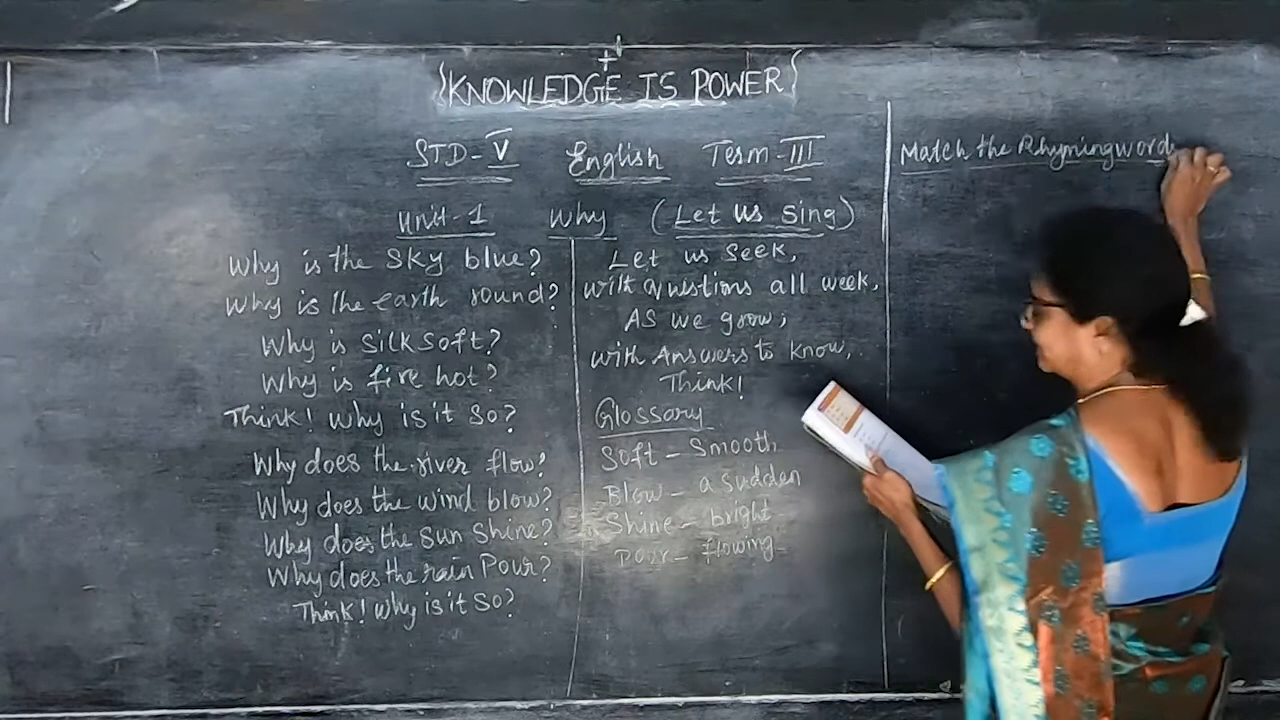 KNOWLEDGE IS POWER
STD-V English Term-III
Unit-1 Why (Let us Sing)
Why is the Sky blue?
Why is the earth round?
Why is Silk Soft?
Why is fire hot?
Think! Why is it So?
Why does the river flow?
Why does the wind blow?
Why does the Sun Shine?
Why does the rain Pour?
Think! Why is it So?
Let us Seek,
With Questions all week,
As we grow;
With Answers to know,
Think!
Glossary
Soft - Smooth
Blow - a Sudden
Shine - bright
Pour - flowing
Match the Rhyming word